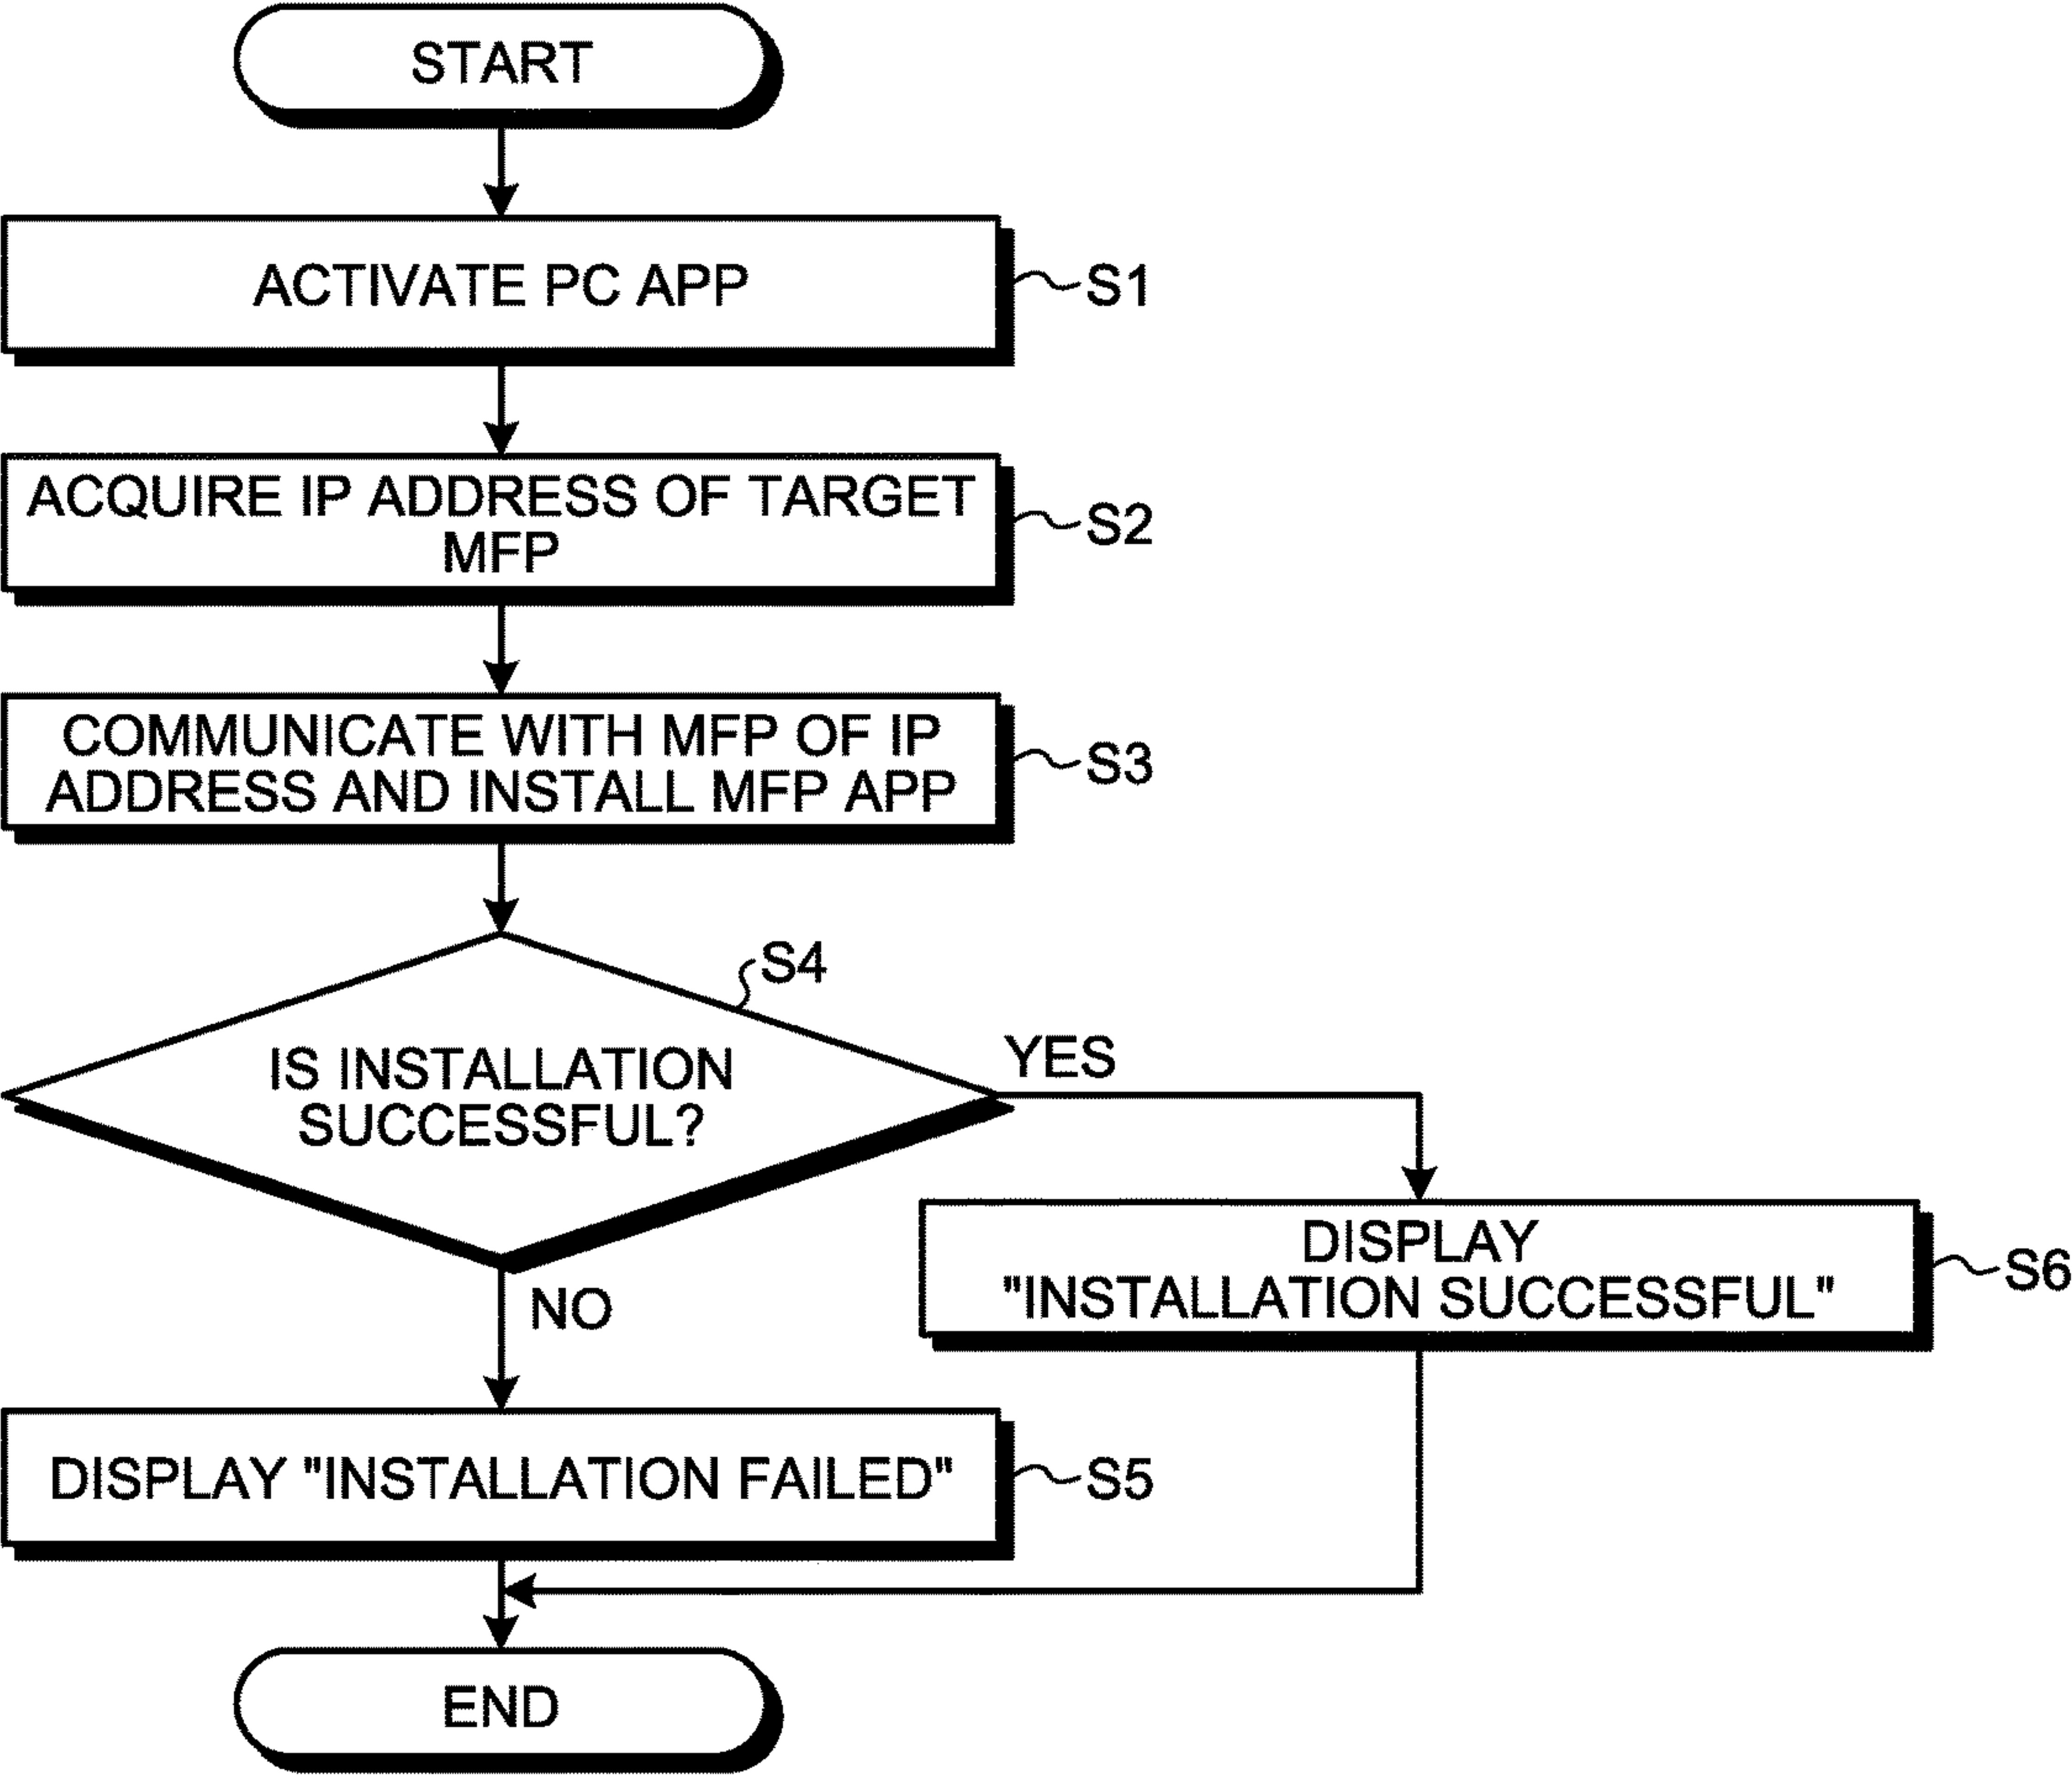 START
ACTIVATE PC APP
S1
ACQUIRE IP ADDRESS OF TARGET
MFP
S2
COMMUNICATE WITH MFP OF IP
ADDRESS AND INSTALL MFP APP
S3
S4
IS INSTALLATION
SUCCESSFUL?
YES
NO
DISPLAY
"INSTALLATION SUCCESSFUL"
S6
DISPLAY "INSTALLATION FAILED"
S5
END